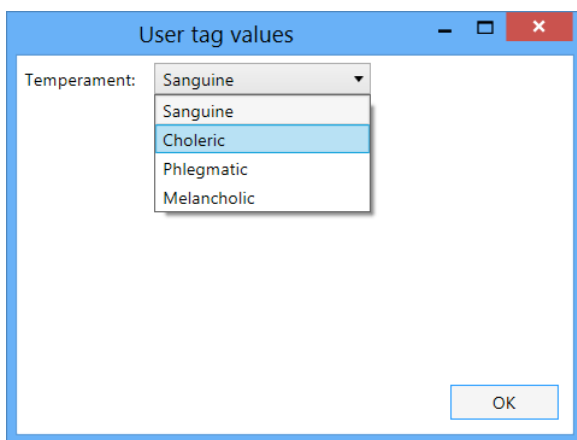 User tag values
Temperament: Sanguine
Sanguine
Choleric
Phlegmatic
Melancholic
OK